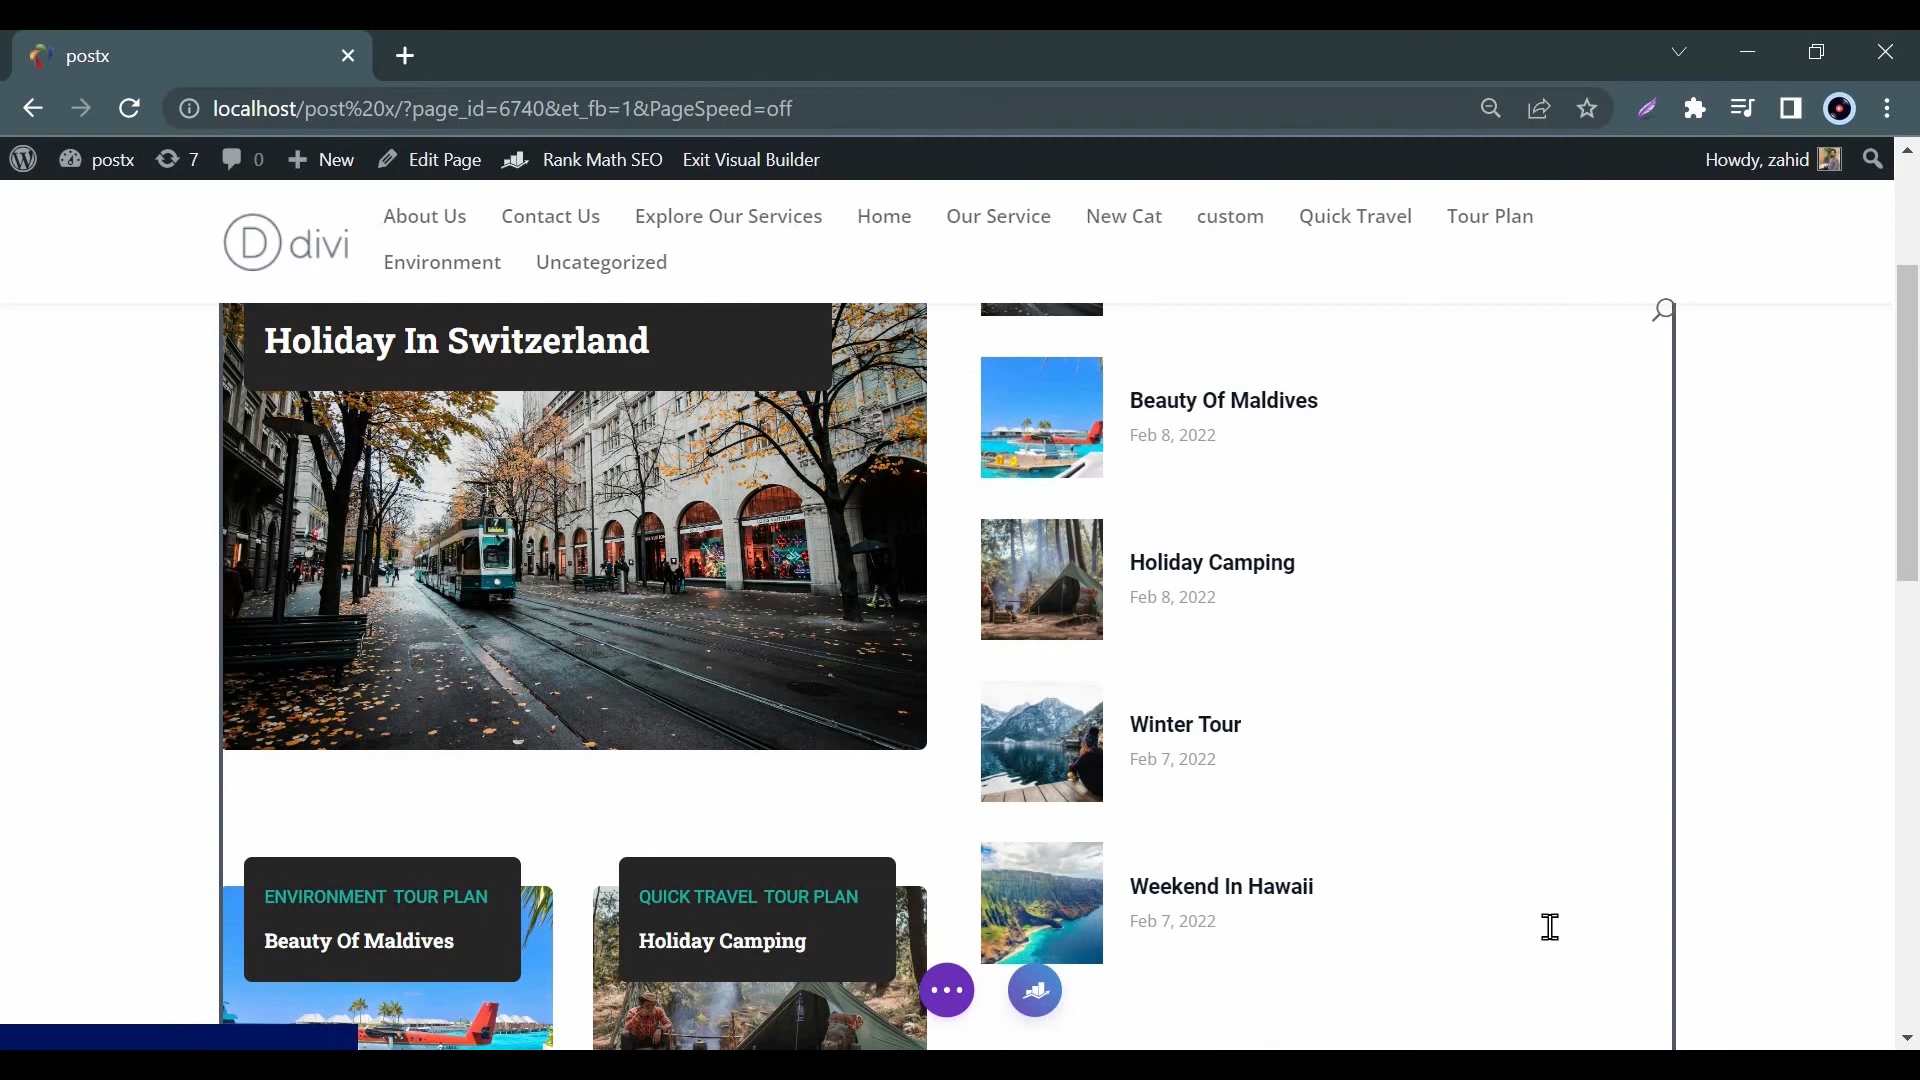 postx
localhost/post%20x/?page_id=6740&et_fb=1&PageSpeed=off
postx 7 0 New Edit Page Rank Math SEO Exit Visual Builder Howdy, zahid
D divi
About Us Contact Us Explore Our Services Home Our Service New Cat custom Quick Travel Tour Plan
Environment Uncategorized
Holiday In Switzerland
7
Beauty Of Maldives
Feb 8, 2022
Holiday Camping
Feb 8, 2022
Winter Tour
Feb 7, 2022
Weekend In Hawaii
Feb 7, 2022
ENVIRONMENT TOUR PLAN
Beauty Of Maldives
QUICK TRAVEL TOUR PLAN
Holiday Camping